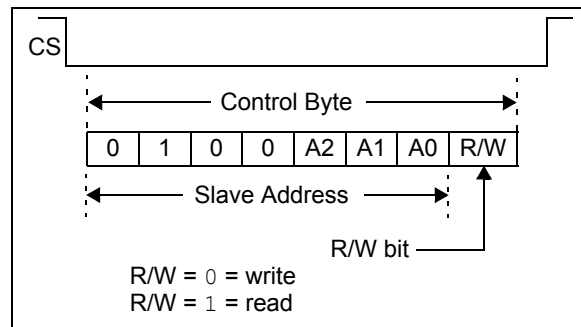 CS
Control Byte
0 1 0 0 A2 A1 A0 R/W
Slave Address
R/W bit
R/W = 0 = write
R/W = 1 = read